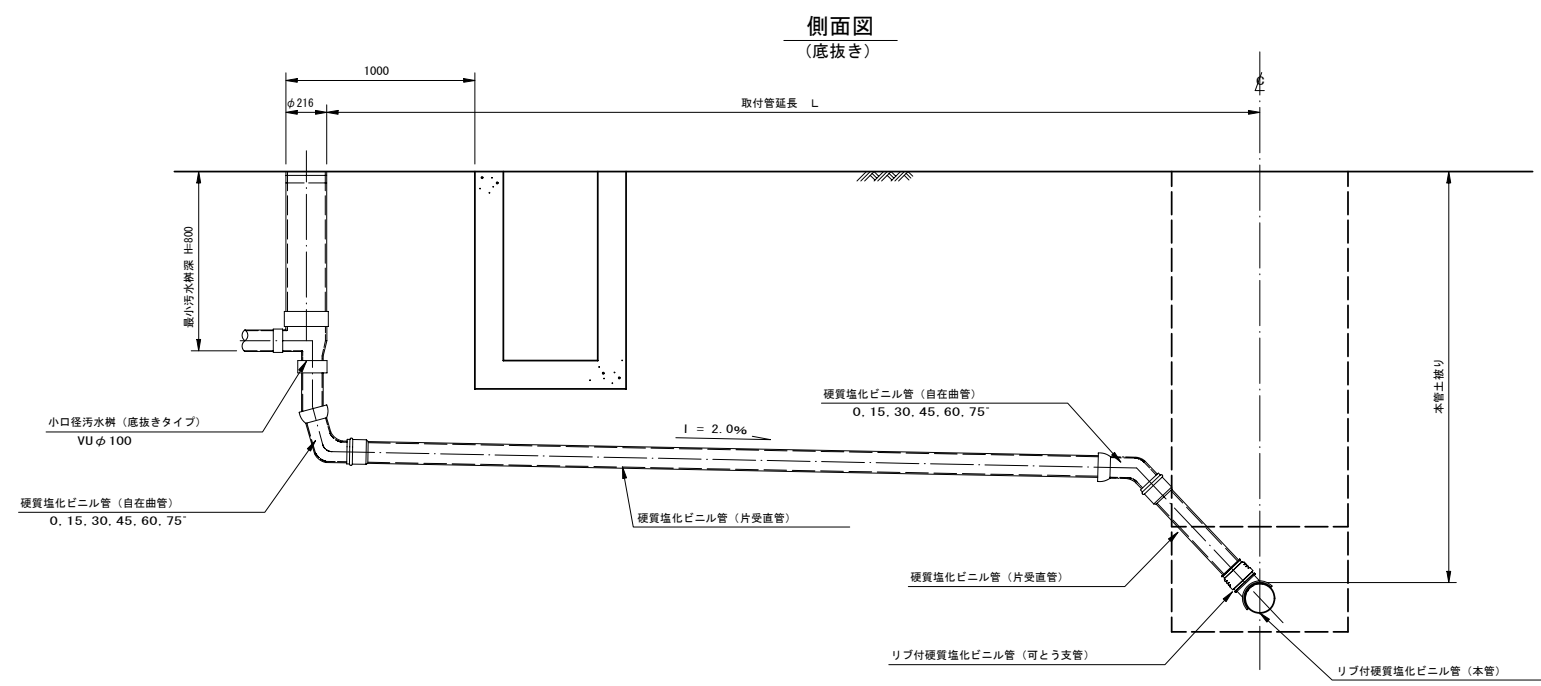 側面図
(底抜き)
1000
φ216
取付管延長 L
最小汚水桝深 H=800
小口径汚水桝（底抜きタイプ）
VUφ100
硬質塩化ビニル管（自在曲管）
0, 15, 30, 45, 60, 75°
I = 2.0%
硬質塩化ビニル管（片受直管）
硬質塩化ビニル管（自在曲管）
0, 15, 30, 45, 60, 75°
本管土被り
硬質塩化ビニル管（片受直管）
リブ付硬質塩化ビニル管（可とう支管）
リブ付硬質塩化ビニル管（本管）